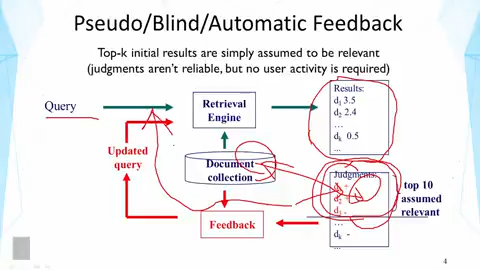 Pseudo/Blind/Automatic Feedback
Top-k initial results are simply assumed to be relevant
(judgments aren't reliable, but no user activity is required)
Query
Retrieval
Engine
Results:
d1 3.5
d2 2.4
…
dk 0.5
...
Updated
query
Document
collection
Judgments:
d1 +
d2 +
d3 -
…
dk -
...
top 10
assumed
relevant
Feedback
4